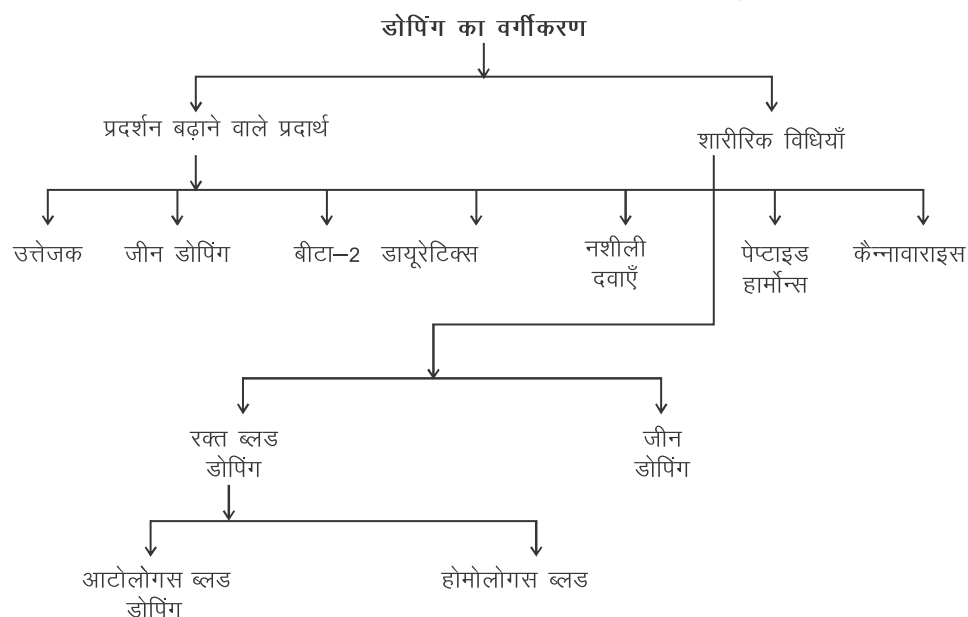 डोपिंग का वर्गीकरण
प्रदर्शन बढ़ाने वाले प्रदार्थ
शारीरिक विधियाँ
उत्तेजक
जीन डोपिंग
बीटा–2
डायूरेटिक्स
नशीली
दवाएँ
पेप्टाइड
हार्मोन्स
कैन्नावाराइस
रक्त ब्लड
डोपिंग
जीन
डोपिंग
आटोलोगस ब्लड
डोपिंग
होमोलोगस ब्लड